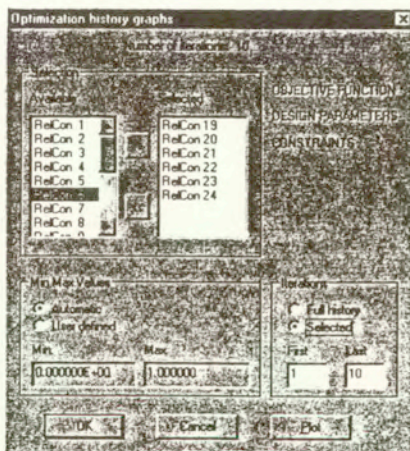 Optimization history graphs
Number of iterations 10
Available
Selected
RelCon 1
RelCon 2
RelCon 3
RelCon 4
RelCon 5
RelCon 7
RelCon 8
RelCon 19
RelCon 20
RelCon 21
RelCon 22
RelCon 23
RelCon 24
OBJECTIVE FUNCTION
DESIGN PARAMETERS
CONSTRAINTS
Min Max Values
Automatic
User defined
Min.
Max
0.000000E+00
1.000000
Iterations
Full history
Selected
First
Last
1
10
OK
Cancel
Plot